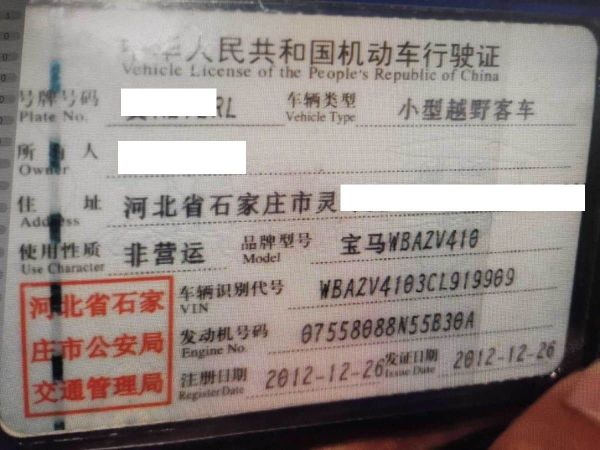 华人民共和国机动车行驶证
Vehicle License of the People's Republic of China
号牌号码 RL 车辆类型 小型越野客车
Plate No. Vehicle Type
所有人
Owner
住址 河北省石家庄市灵
Address
使用性质 非营运 品牌型号 宝马WBAZV410
Use Character Model
河北省石家 车辆识别代号 WBAZV4103CL919909
VIN
庄市公安局 发动机号码 07558088N55B30A
Engine No.
交通管理局 注册日期 2012-12-26 发证日期 2012-12-26
RegisterDate Issue Date